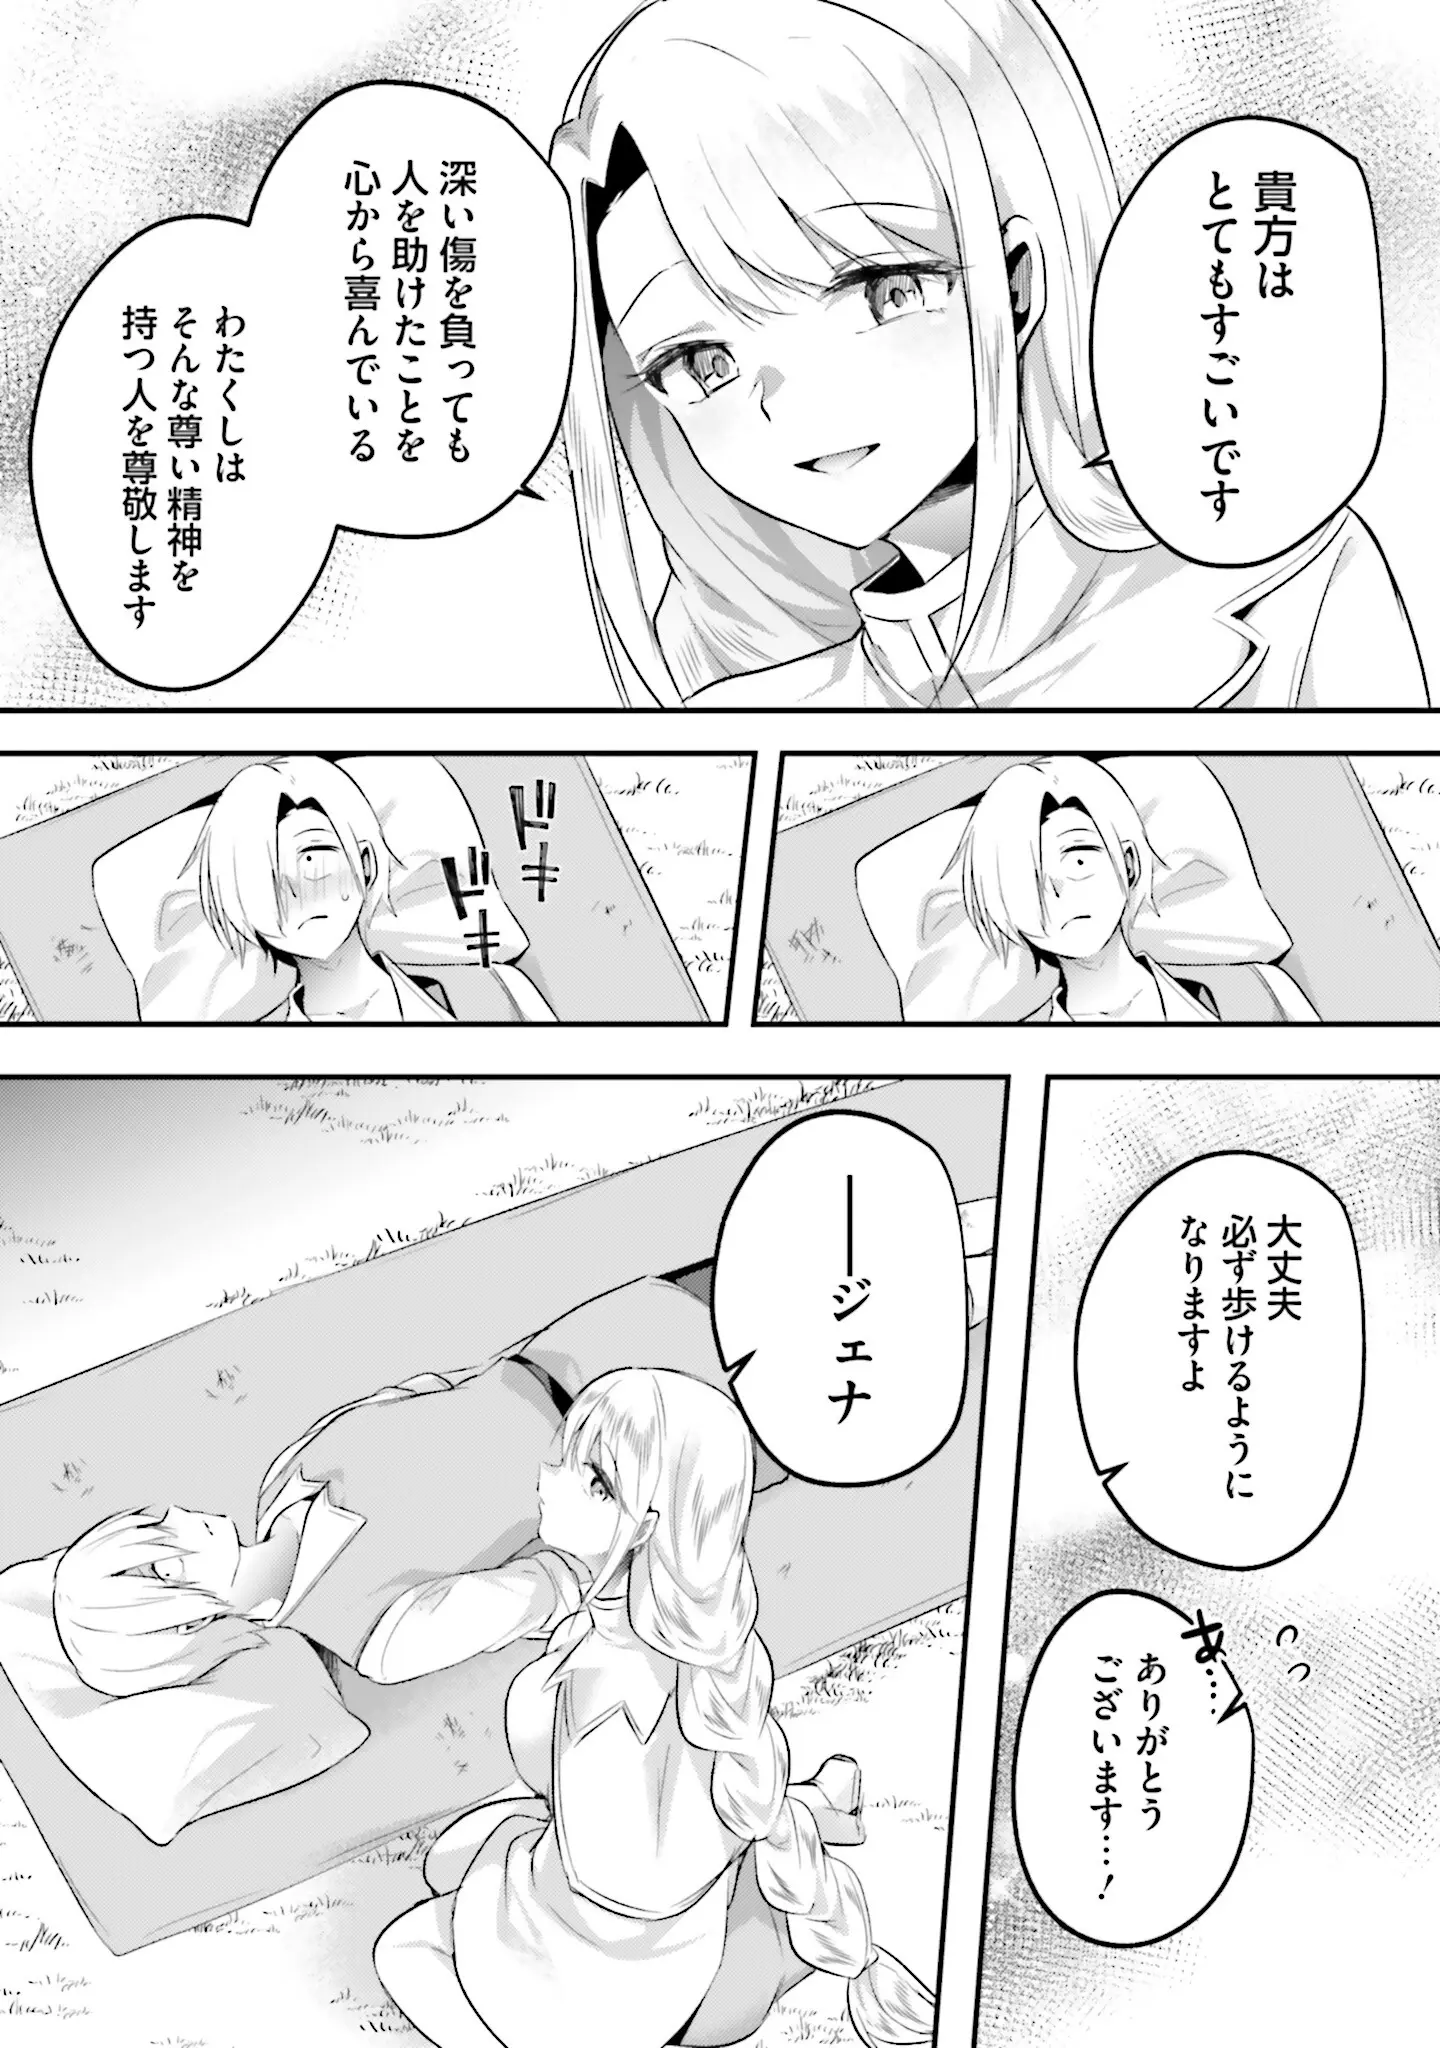 貴方は
とてもすごいです
深い傷を負っても
人を助けたことを
心から喜んでいる
わたくしは
そんな尊い精神を
持つ人を尊敬します
ドキ
ドキ
大丈夫
必ず歩けるように
なりますよ
あ…
ありがとう
ございます…！
――ジェナ